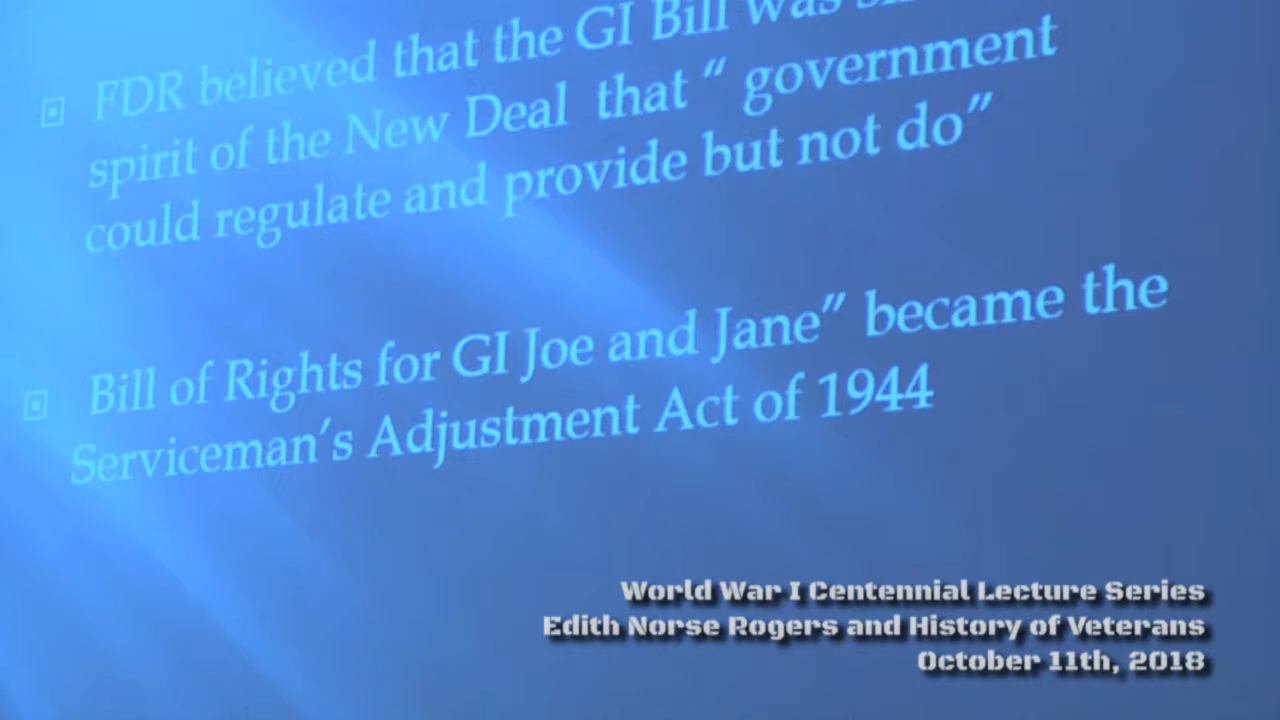 FDR believed that the GI Bill was
spirit of the New Deal that “ government
could regulate and provide but not do”
Bill of Rights for GI Joe and Jane” became the
Serviceman’s Adjustment Act of 1944
World War I Centennial Lecture Series
Edith Norse Rogers and History of Veterans
October 11th, 2018